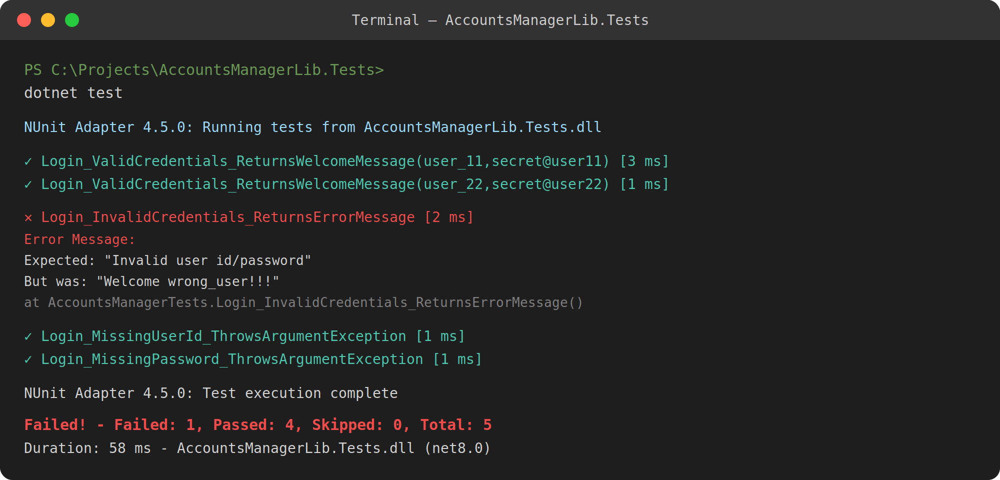 Terminal — AccountsManagerLib.Tests
PS C:\Projects\AccountsManagerLib.Tests>
dotnet test
NUnit Adapter 4.5.0: Running tests from AccountsManagerLib.Tests.dll
✓ Login_ValidCredentials_ReturnsWelcomeMessage(user_11,secret@user11) [3 ms]
✓ Login_ValidCredentials_ReturnsWelcomeMessage(user_22,secret@user22) [1 ms]
✕ Login_InvalidCredentials_ReturnsErrorMessage [2 ms]
Error Message:
Expected: "Invalid user id/password"
But was: "Welcome wrong_user!!!"
at AccountsManagerTests.Login_InvalidCredentials_ReturnsErrorMessage()
✓ Login_MissingUserId_ThrowsArgumentException [1 ms]
✓ Login_MissingPassword_ThrowsArgumentException [1 ms]
NUnit Adapter 4.5.0: Test execution complete
Failed! - Failed: 1, Passed: 4, Skipped: 0, Total: 5
Duration: 58 ms - AccountsManagerLib.Tests.dll (net8.0)